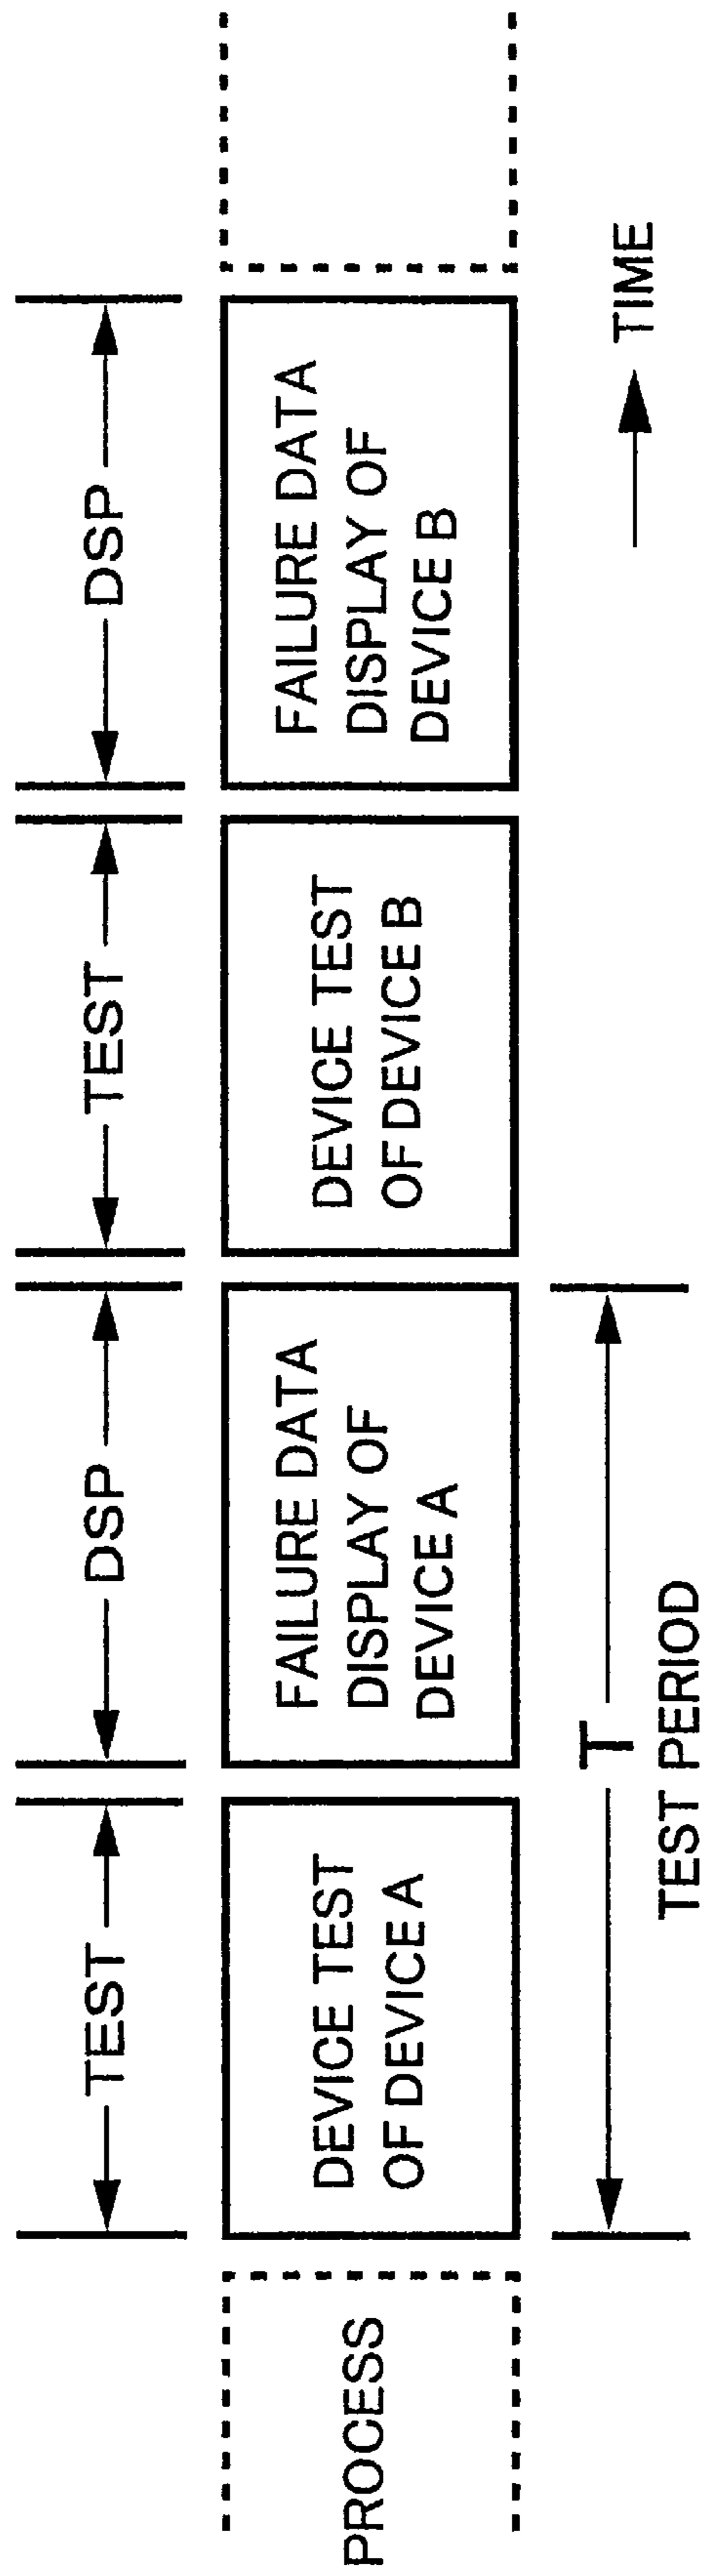 TEST
DSP
TEST
DSP
PROCESS
DEVICE TEST
OF DEVICE A
FAILURE DATA
DISPLAY OF
DEVICE A
DEVICE TEST
OF DEVICE B
FAILURE DATA
DISPLAY OF
DEVICE B
T
TEST PERIOD
TIME